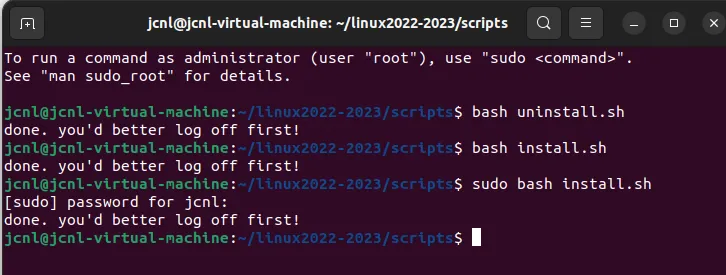 jcnl@jcnl-virtual-machine: ~/linux2022-2023/scripts
To run a command as administrator (user "root"), use "sudo <command>".
See "man sudo_root" for details.
jcnl@jcnl-virtual-machine:~/linux2022-2023/scripts$ bash uninstall.sh
done. you'd better log off first!
jcnl@jcnl-virtual-machine:~/linux2022-2023/scripts$ bash install.sh
done. you'd better log off first!
jcnl@jcnl-virtual-machine:~/linux2022-2023/scripts$ sudo bash install.sh
[sudo] password for jcnl:
done. you'd better log off first!
jcnl@jcnl-virtual-machine:~/linux2022-2023/scripts$